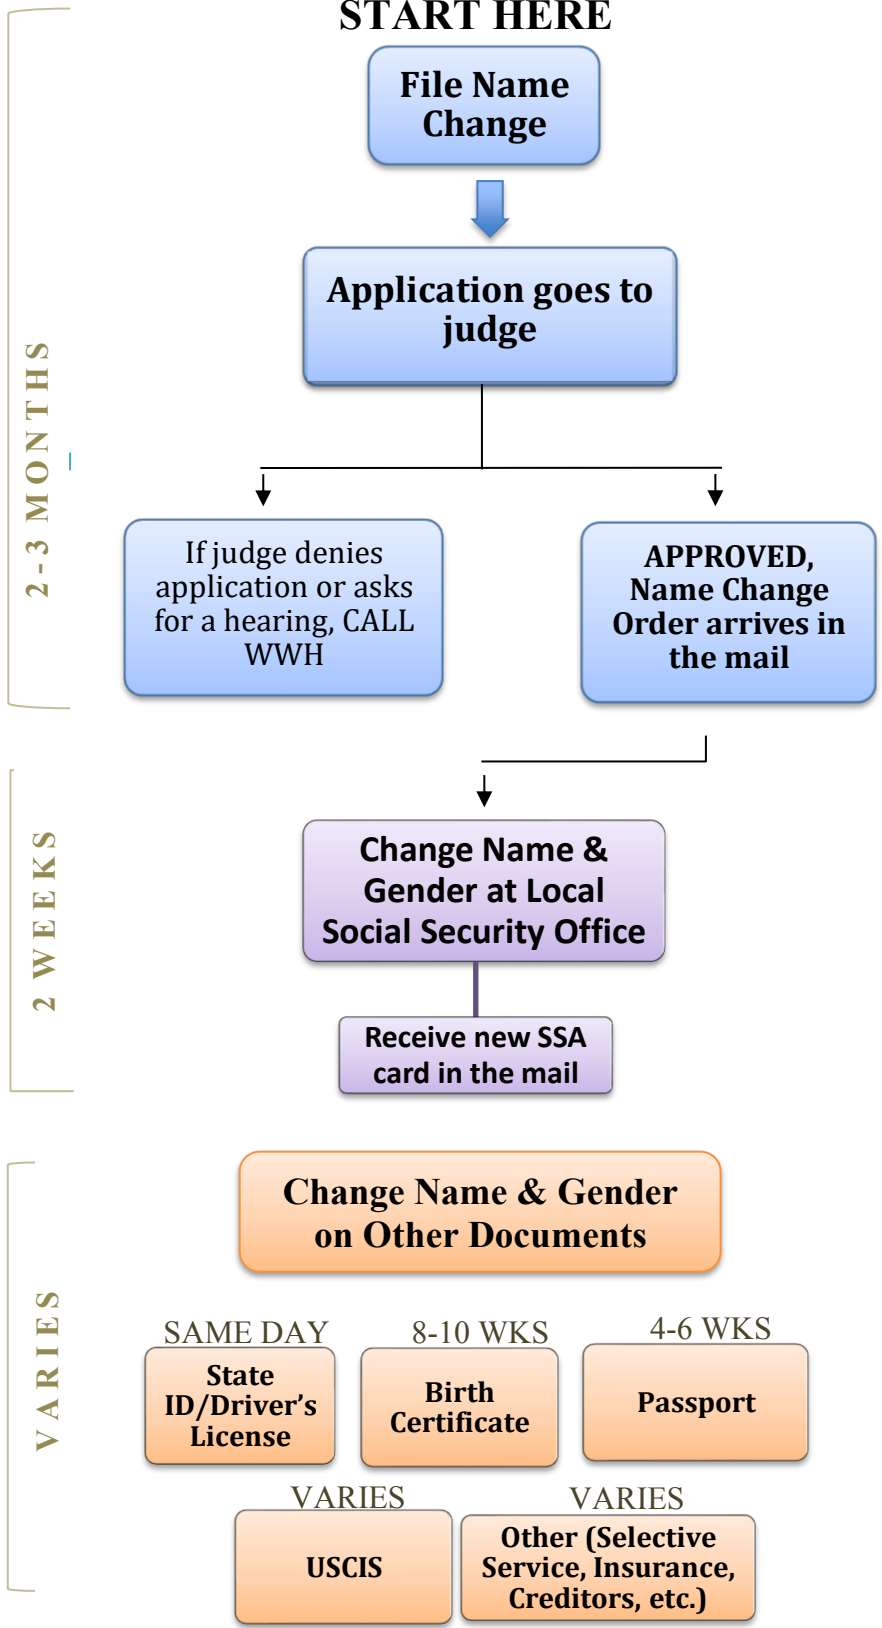 START HERE
File Name
Change
Application goes to
judge
2-3 MONTHS
If judge denies
application or asks
for a hearing, CALL
WWH
APPROVED,
Name Change
Order arrives in
the mail
2 WEEKS
Change Name &
Gender at Local
Social Security Office
Receive new SSA
card in the mail
VARIES
Change Name & Gender
on Other Documents
SAME DAY
State
ID/Driver’s
License
8-10 WKS
Birth
Certificate
4-6 WKS
Passport
VARIES
USCIS
VARIES
Other (Selective
Service, Insurance,
Creditors, etc.)